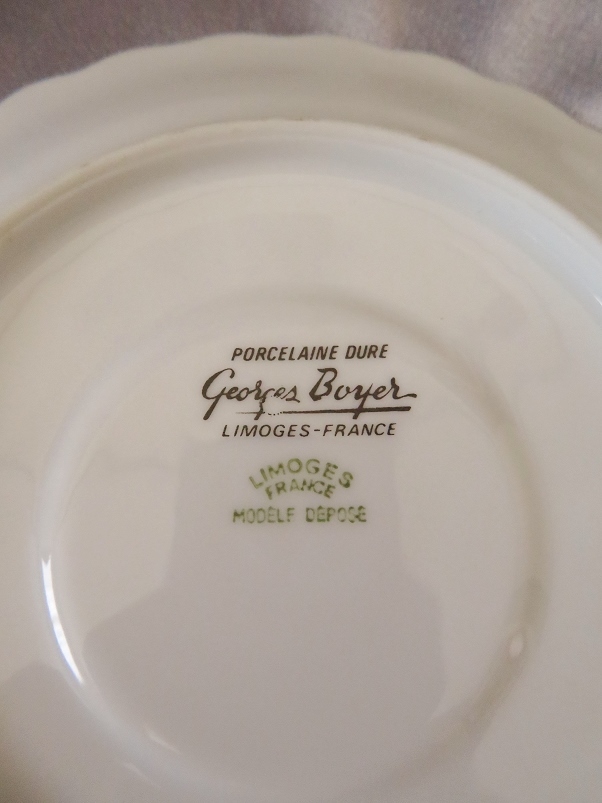 PORCELAINE DURE
Georges Boyer
LIMOGES-FRANCE
LIMOGES
FRANCE
MODÈLE DÉPOSÉ